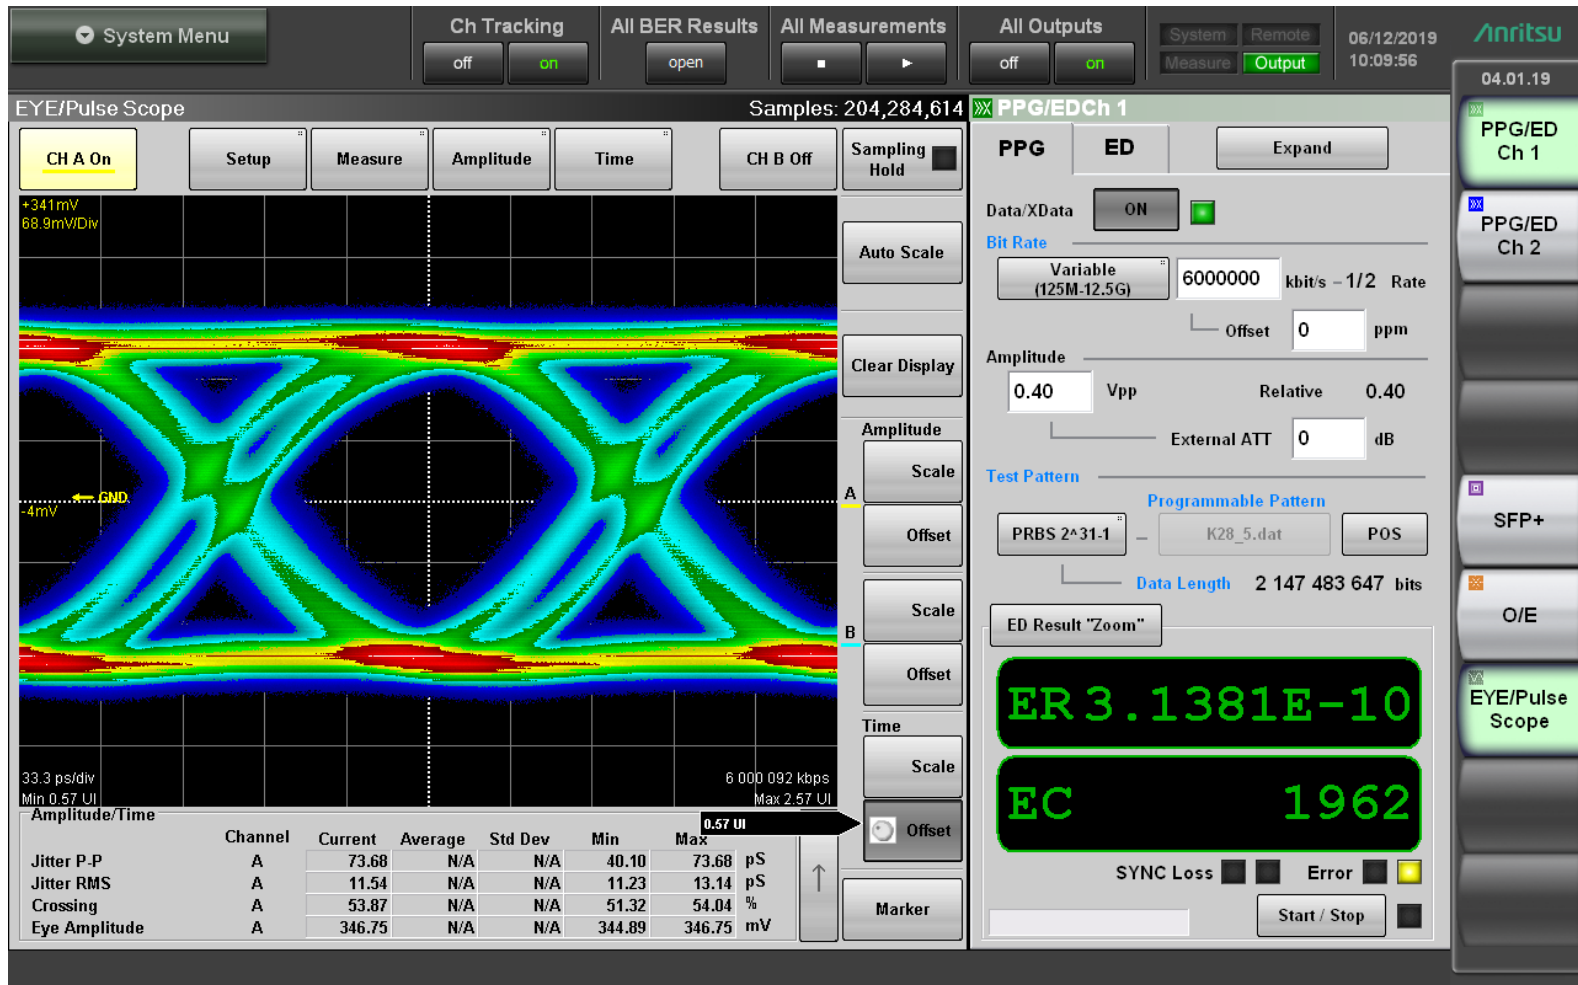 System Menu
Ch Tracking
off on
All BER Results
open
All Measurements
All Outputs
off on
System Remote
Measure Output
06/12/2019
10:09:56
Anritsu
04.01.19
EYE/Pulse Scope
Samples: 204,284,614
CH A On
Setup
Measure
Amplitude
Time
CH B Off
Sampling
Hold
+341mV
68.9mV/Div
GND
-4mV
33.3 ps/div
Min 0.57 UI
6 000 092 kbps
Max 2.57 UI
Auto Scale
Clear Display
Amplitude
A
Scale
Offset
B
Scale
Offset
Time
Scale
0.57 UI
Offset
Marker
Amplitude/Time
Channel Current Average Std Dev Min Max
Jitter P-P A 73.68 N/A N/A 40.10 73.68 pS
Jitter RMS A 11.54 N/A N/A 11.23 13.14 pS
Crossing A 53.87 N/A N/A 51.32 54.04 %
Eye Amplitude A 346.75 N/A N/A 344.89 346.75 mV
PPG/EDCh 1
PPG ED Expand
Data/XData ON
Bit Rate
Variable
(125M-12.5G)
6000000 kbit/s – 1/2 Rate
Offset 0 ppm
Amplitude
0.40 Vpp Relative 0.40
External ATT 0 dB
Test Pattern
Programmable Pattern
PRBS 2^31-1 – K28_5.dat POS
Data Length 2 147 483 647 bits
ED Result "Zoom"
ER 3.1381E-10
EC 1962
SYNC Loss Error
Start / Stop
PPG/ED
Ch 1
PPG/ED
Ch 2
SFP+
O/E
EYE/Pulse
Scope